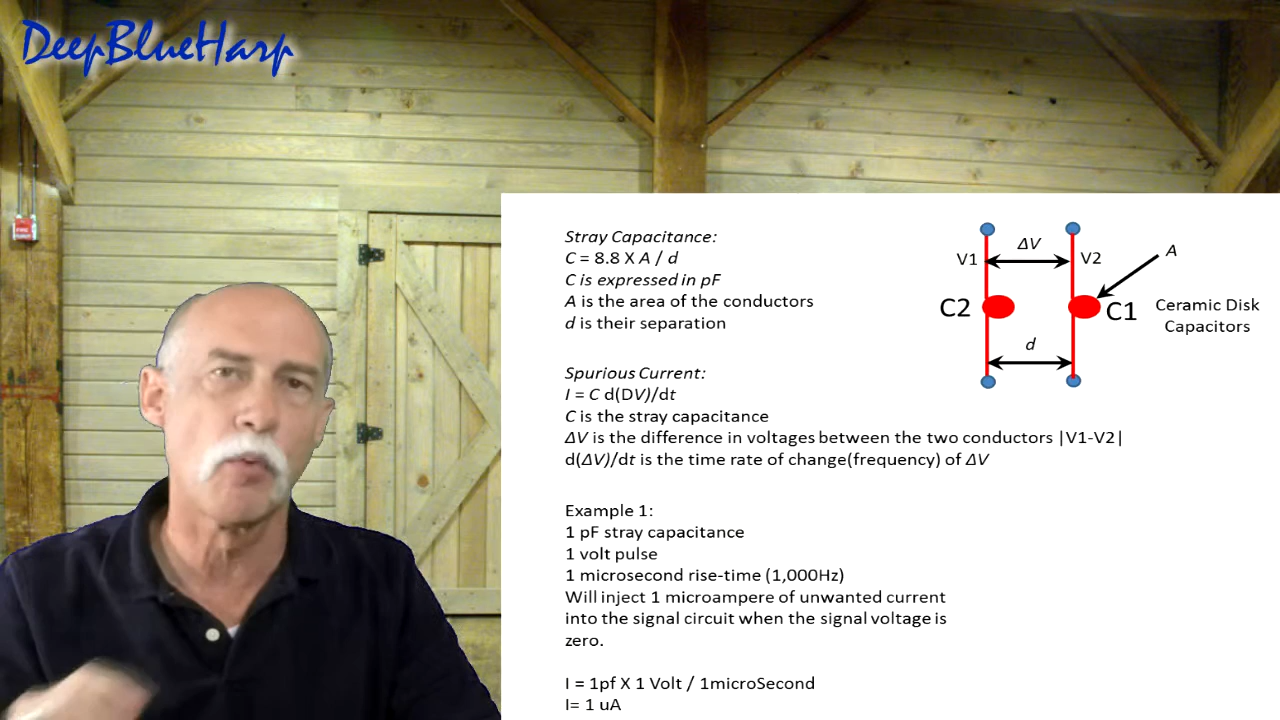 DeepBlueHarp
Stray Capacitance:
C = 8.8 X A / d
C is expressed in pF
A is the area of the conductors
d is their separation
Spurious Current:
I = C d(DV)/dt
C is the stray capacitance
ΔV is the difference in voltages between the two conductors |V1-V2|
d(ΔV)/dt is the time rate of change(frequency) of ΔV
Example 1:
1 pF stray capacitance
1 volt pulse
1 microsecond rise-time (1,000Hz)
Will inject 1 microampere of unwanted current
into the signal circuit when the signal voltage is
zero.
I = 1pf X 1 Volt / 1microSecond
I= 1 uA
V1
ΔV
V2
A
C2
C1
Ceramic Disk
Capacitors
d